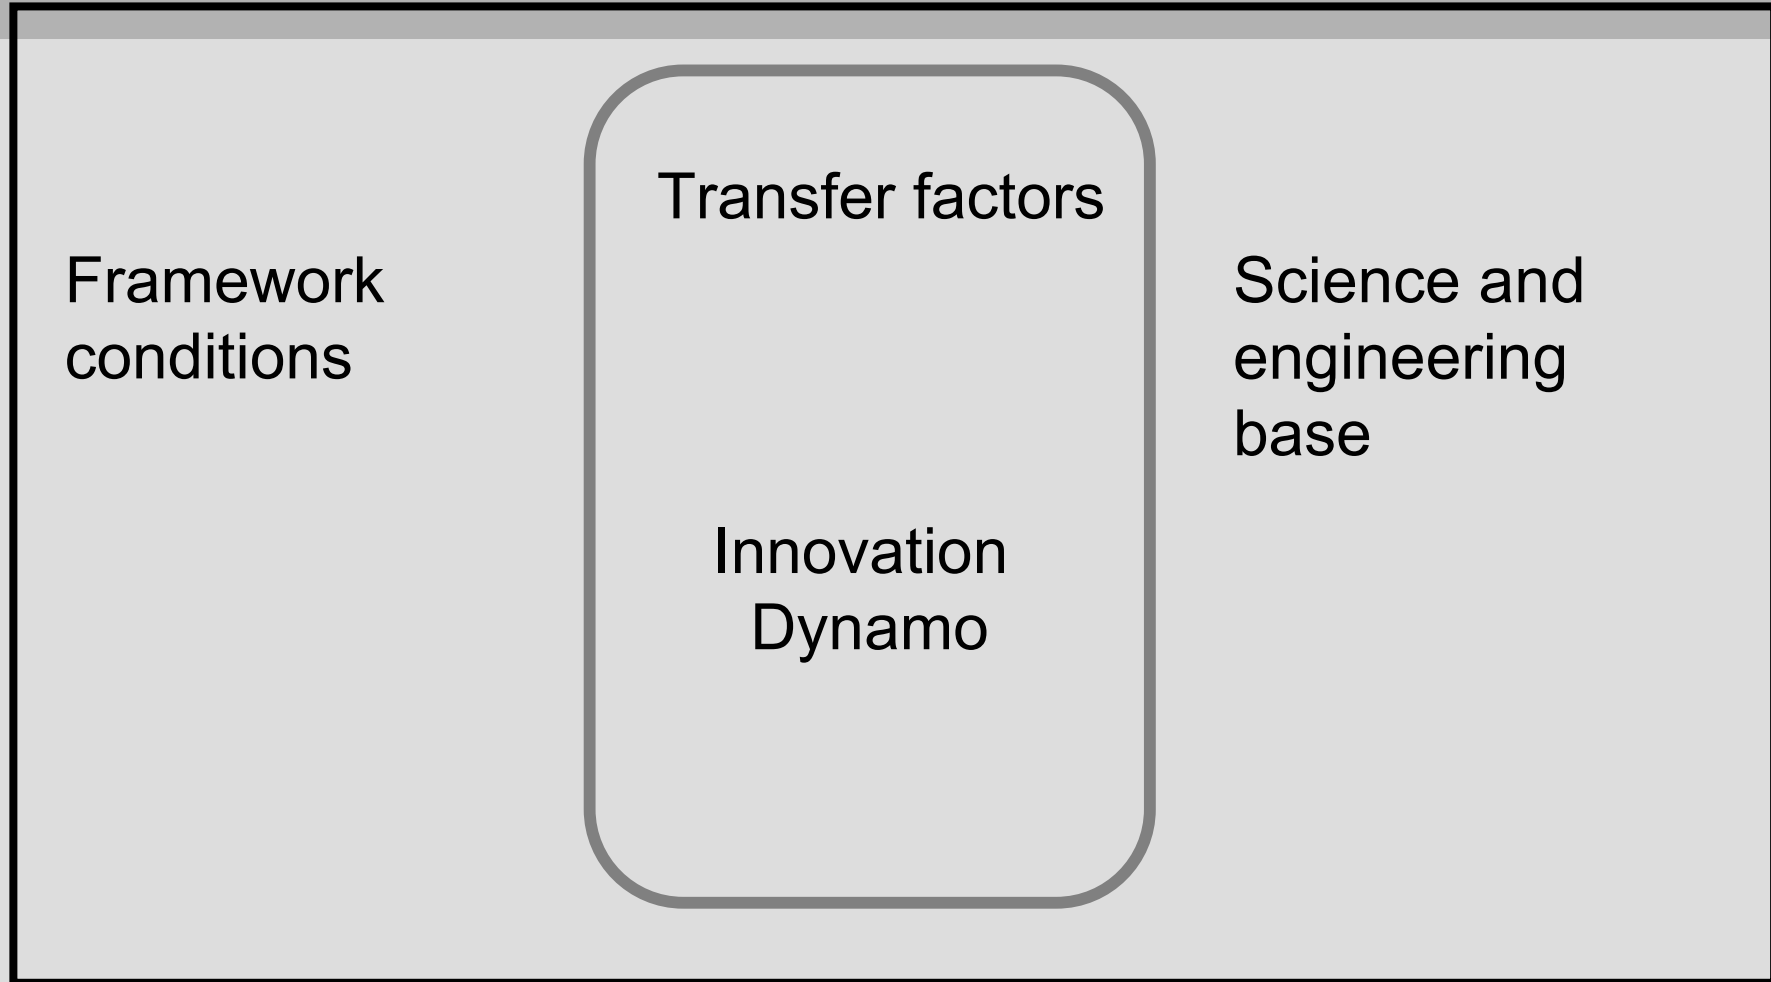 Framework
conditions
Transfer factors
Innovation
Dynamo
Science and
engineering
base